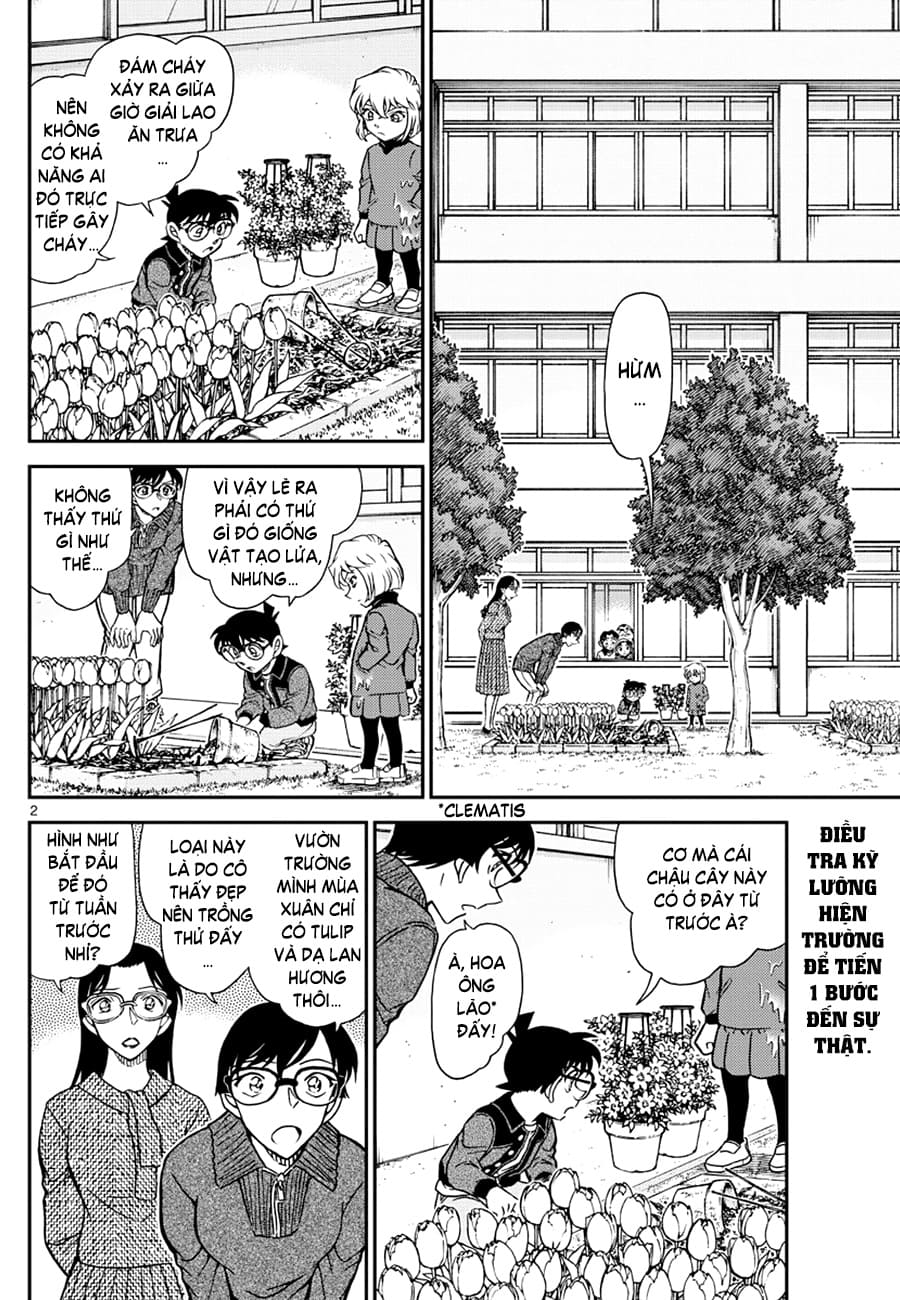 HỪM
...
ĐÁM CHÁY
XẢY RA GIỮA
GIỜ GIẢI LAO
ĂN TRƯA
...
NÊN
KHÔNG
CÓ KHẢ
NĂNG AI
ĐÓ TRỰC
TIẾP GÂY
CHÁY...
VÌ VẬY LẼ RA
PHẢI CÓ THỨ
GÌ ĐÓ GIỐNG
VẬT TẠO LỬA,
NHƯNG...
KHÔNG
THẤY THỨ
GÌ NHƯ
THẾ...
2
*CLEMATIS
ĐIỀU
TRA KỸ
LƯỠNG
HIỆN
TRƯỜNG
ĐỂ TIẾN
1 BƯỚC
ĐẾN SỰ
THẬT.
CƠ MÀ CÁI
CHẬU CÂY NÀY
CÓ Ở ĐÂY TỪ
TRƯỚC À?
À, HOA
ÔNG
LÀO*
ĐẤY!
VƯỜN
TRƯỜNG
MÌNH MÙA
XUÂN CHỈ
CÓ TULIP
VÀ DẠ LAN
HƯƠNG
THÔI...
LOẠI NÀY
LÀ DO CÔ
THẤY ĐẸP
NÊN TRỒNG
THỬ ĐẤY
...
HÌNH NHƯ
BẮT ĐẦU
ĐỂ ĐÓ
TỪ TUẦN
TRƯỚC
NHỈ?